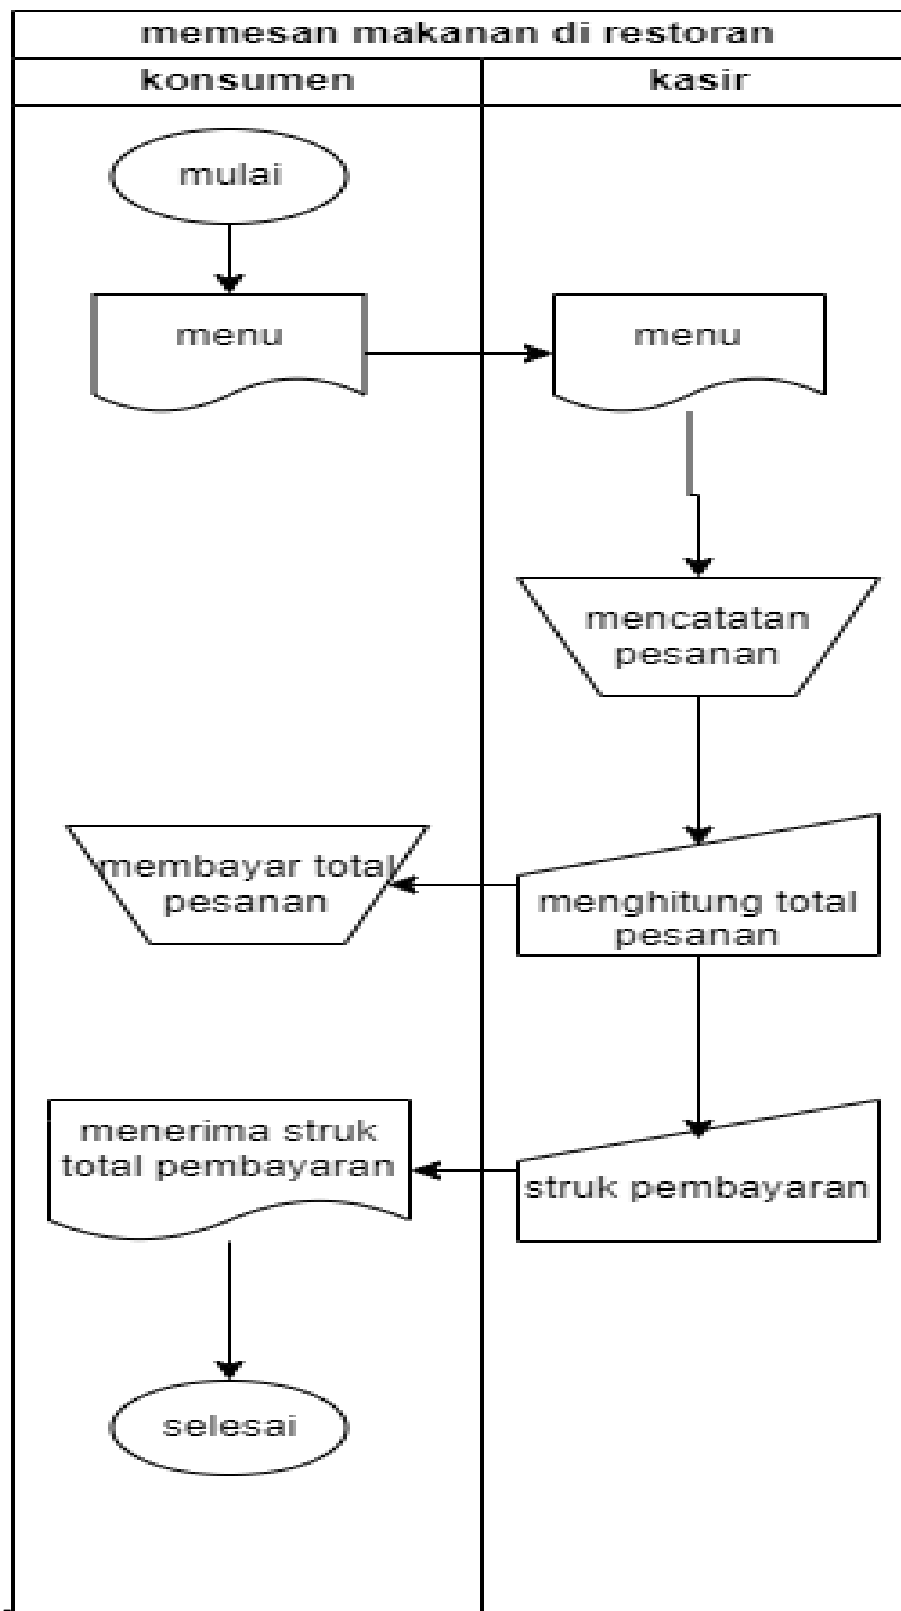 memesan makanan di restoran
konsumen
kasir
mulai
menu
menu
mencatatan
pesanan
membayar total
pesanan
menghitung total
pesanan
menerima struk
total pembayaran
struk pembayaran
selesai